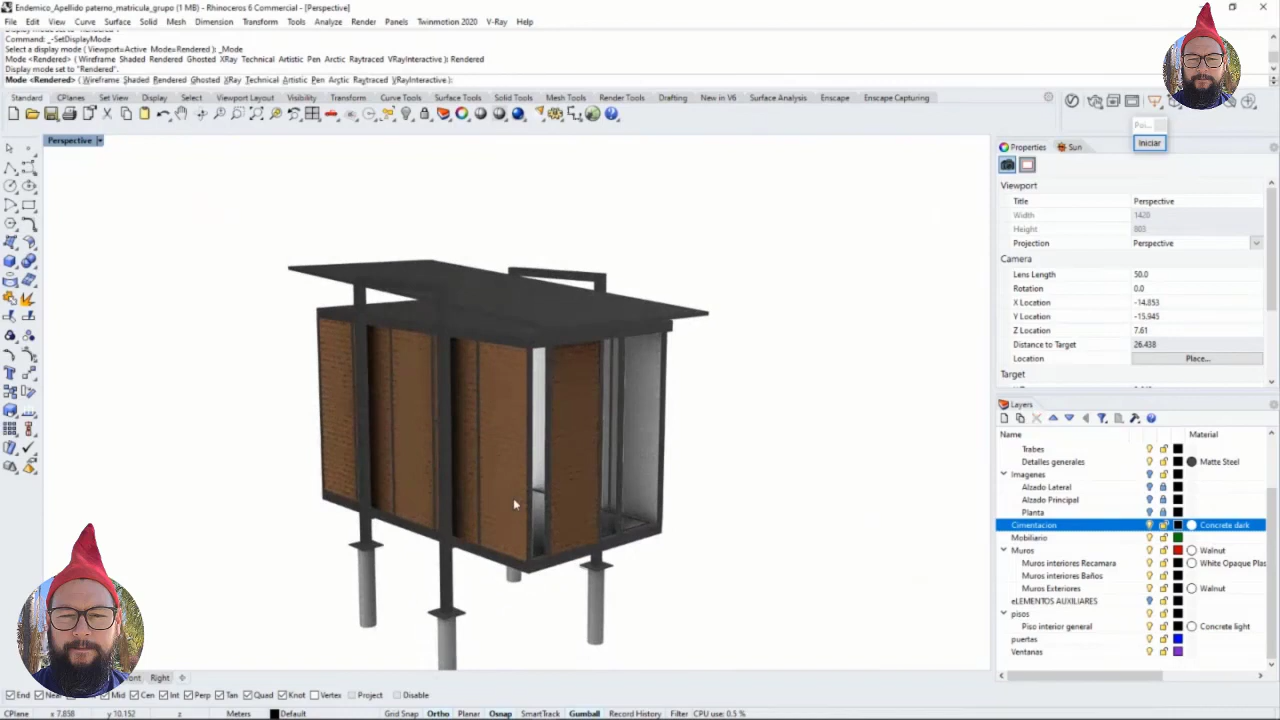 Endemico_Apellido paterno_matricula_grupo (1 MB) - Rhinoceros 6 Commercial - [Perspective]
File Edit View Curve Surface Solid Mesh Dimension Transform Tools Analyze Render Panels Twinmotion 2020 V-Ray Help
Command: _-SetDisplayMode
Select a display mode ( Viewport=Active Mode=Rendered ): _Mode
Mode <Rendered> ( Wireframe Shaded Rendered Ghosted XRay Technical Artistic Pen Arctic Raytraced VRayInteractive ): Rendered
Display mode set to "Rendered".
Mode <Rendered> ( Wireframe Shaded Rendered Ghosted XRay Technical Artistic Pen Arctic Raytraced VRayInteractive ):
Standard CPlanes Set View Display Select Viewport Layout Visibility Transform Curve Tools Surface Tools Solid Tools Mesh Tools Render Tools Drafting New in V6 Surface Analysis Enscape Enscape Capturing
Iniciar
Perspective
Properties Sun
Viewport
Title Perspective
Width 1420
Height 803
Projection Perspective
Camera
Lens Length 50.0
Rotation 0.0
X Location -14.853
Y Location -15.945
Z Location 7.61
Distance to Target 26.438
Location Place...
Target
Layers
Name Material
Trabes
Detalles generales Matte Steel
Imagenes
Alzado Lateral
Alzado Principal
Planta
Cimentacion Concrete dark
Mobiliario
Muros Walnut
Muros interiores Recamara White Opaque Plas
Muros interiores Baños
Muros Exteriores Walnut
eLEMENTOS AUXILIARES
pisos
Piso interior general Concrete light
puertas
Ventanas
Right
End Mid Cen Int Perp Tan Quad Knot Vertex Project Disable
CPlane x 7.858 y 10.152 z Meters Default Grid Snap Ortho Planar Osnap SmartTrack Gumball Record History Filter CPU use: 0.5 %